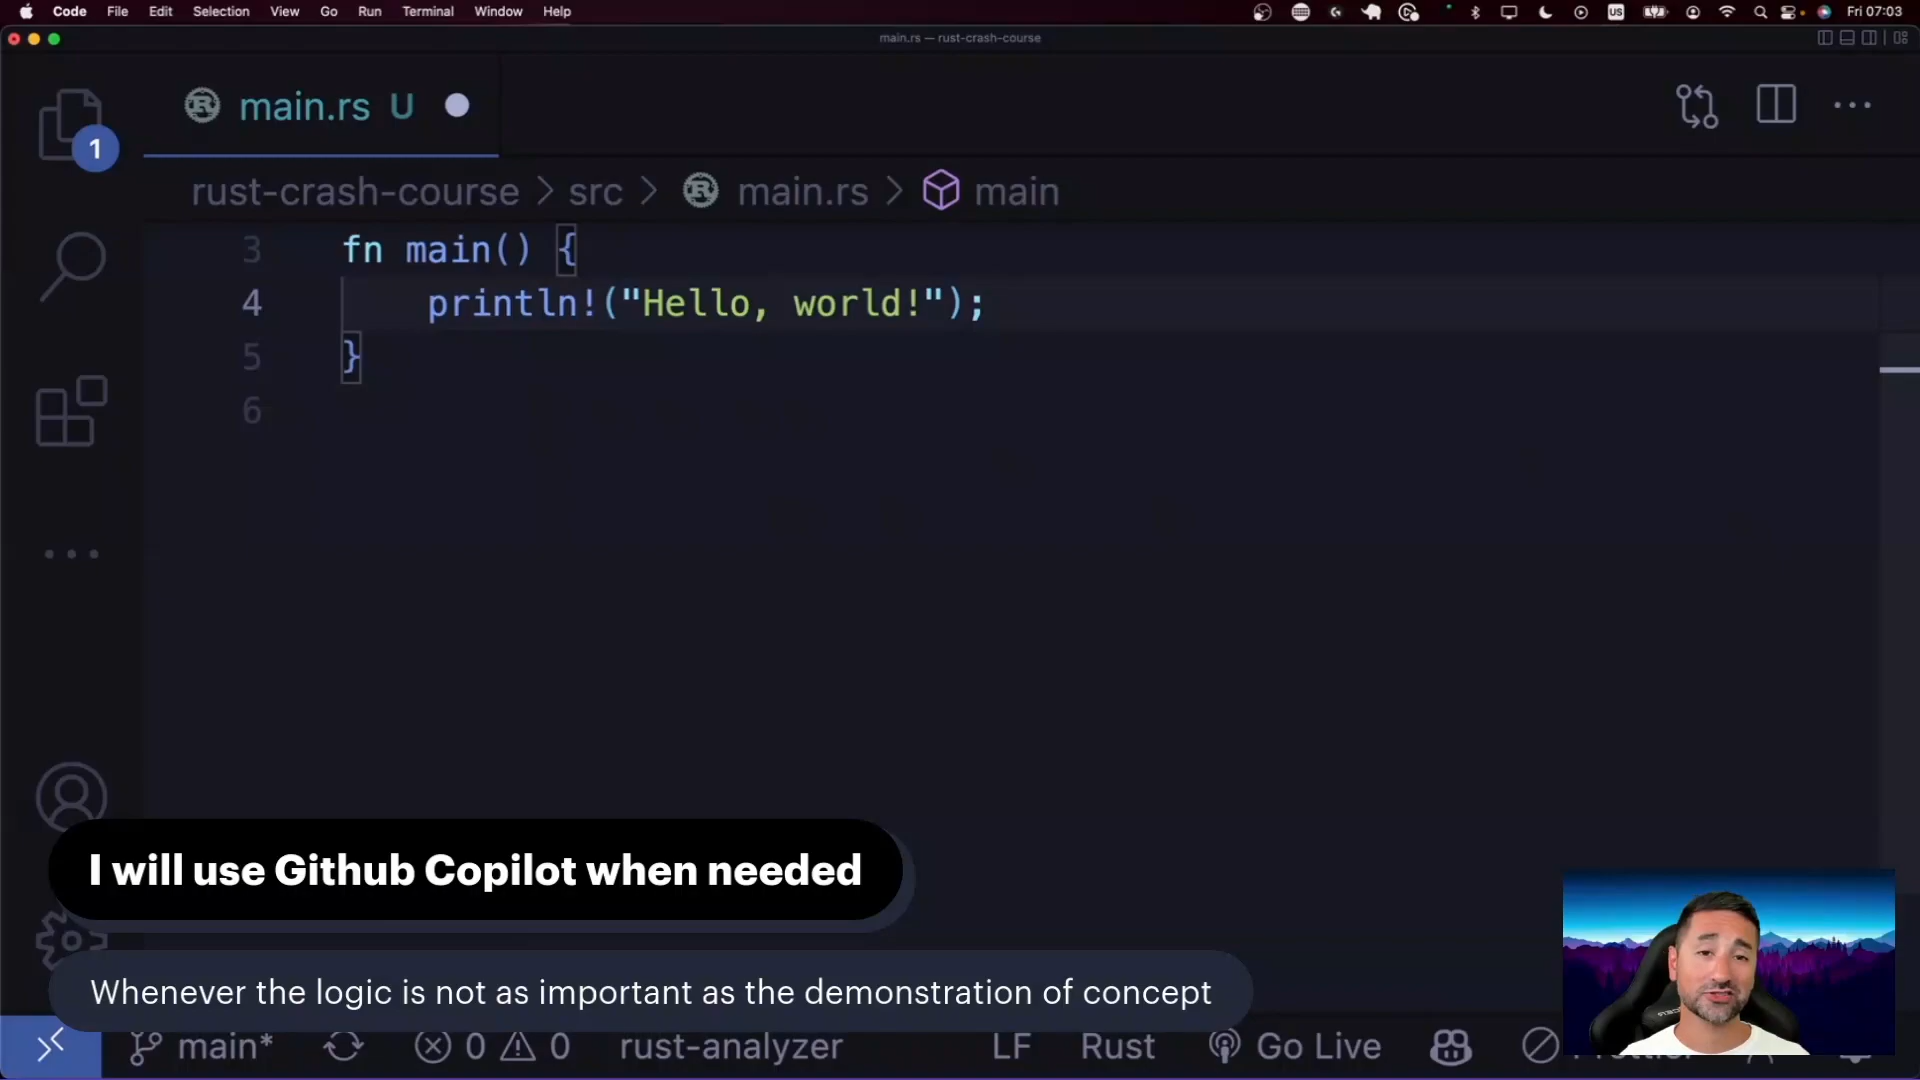 Code File Edit Selection View Go Run Terminal Window Help US Fri 07:03
main.rs — rust-crash-course
main.rs U
1
rust-crash-course > src > main.rs > main
3 fn main() {
4 println!("Hello, world!");
5 }
6
I will use Github Copilot when needed
Whenever the logic is not as important as the demonstration of concept
main* 0 0 rust-analyzer LF Rust Go Live